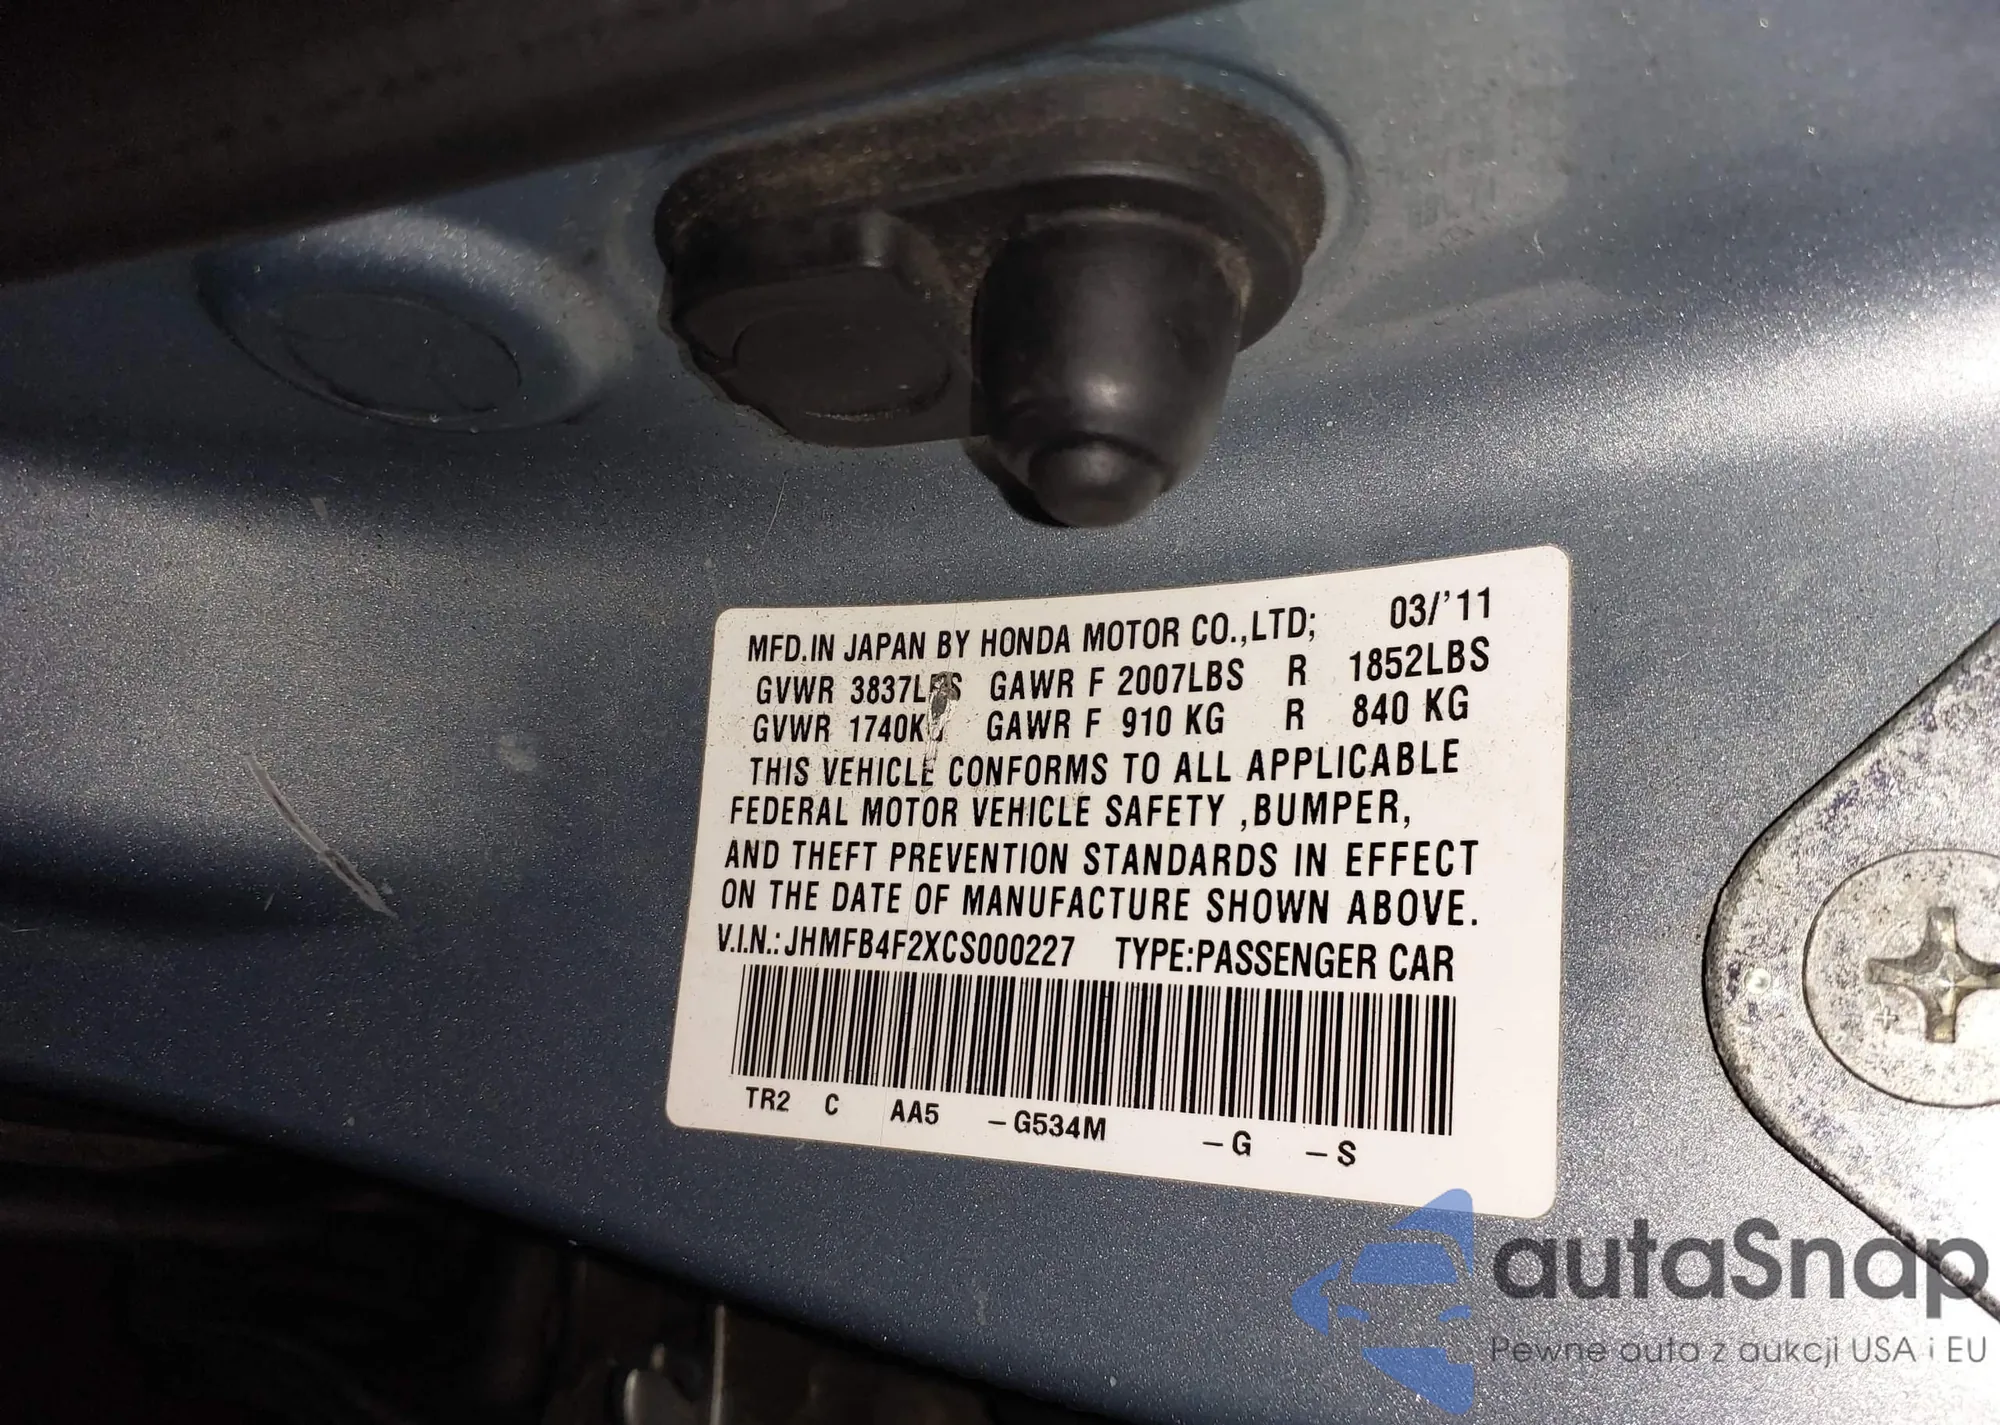 MFD.IN JAPAN BY HONDA MOTOR CO.,LTD; 03/'11
GVWR 3837LBS GAWR F 2007LBS R 1852LBS
GVWR 1740KG GAWR F 910 KG R 840 KG
THIS VEHICLE CONFORMS TO ALL APPLICABLE
FEDERAL MOTOR VEHICLE SAFETY ,BUMPER,
AND THEFT PREVENTION STANDARDS IN EFFECT
ON THE DATE OF MANUFACTURE SHOWN ABOVE.
V.I.N.: JHMFB4F2XCS000227 TYPE:PASSENGER CAR
TR2 C AA5 –G534M –G –S
autaSnap
Pewne auta z aukcji USA i EU